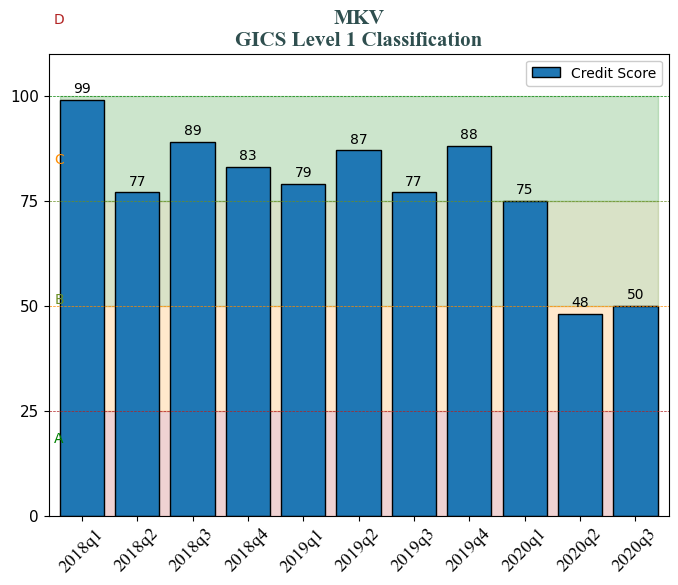 D
MKV
GICS Level 1 Classification
Credit Score
100
75
50
25
0
C
B
A
99
77
89
83
79
87
77
88
75
48
50
2018q1
2018q2
2018q3
2018q4
2019q1
2019q2
2019q3
2019q4
2020q1
2020q2
2020q3